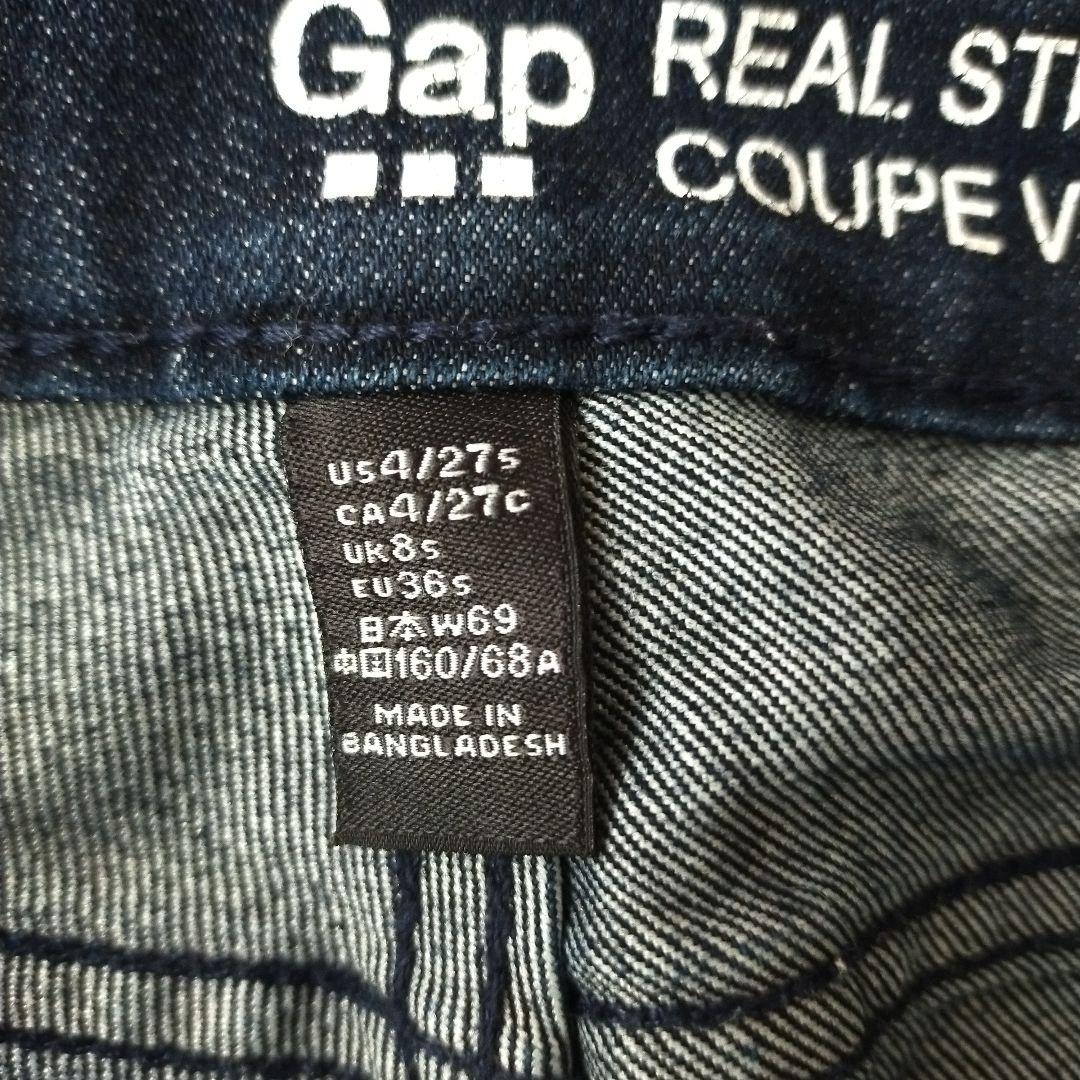 Gap
REAL ST
COUPE V
US4/27S
CA4/27C
UK8S
EU36S
日本W69
中国160/68A
MADE IN
BANGLADESH